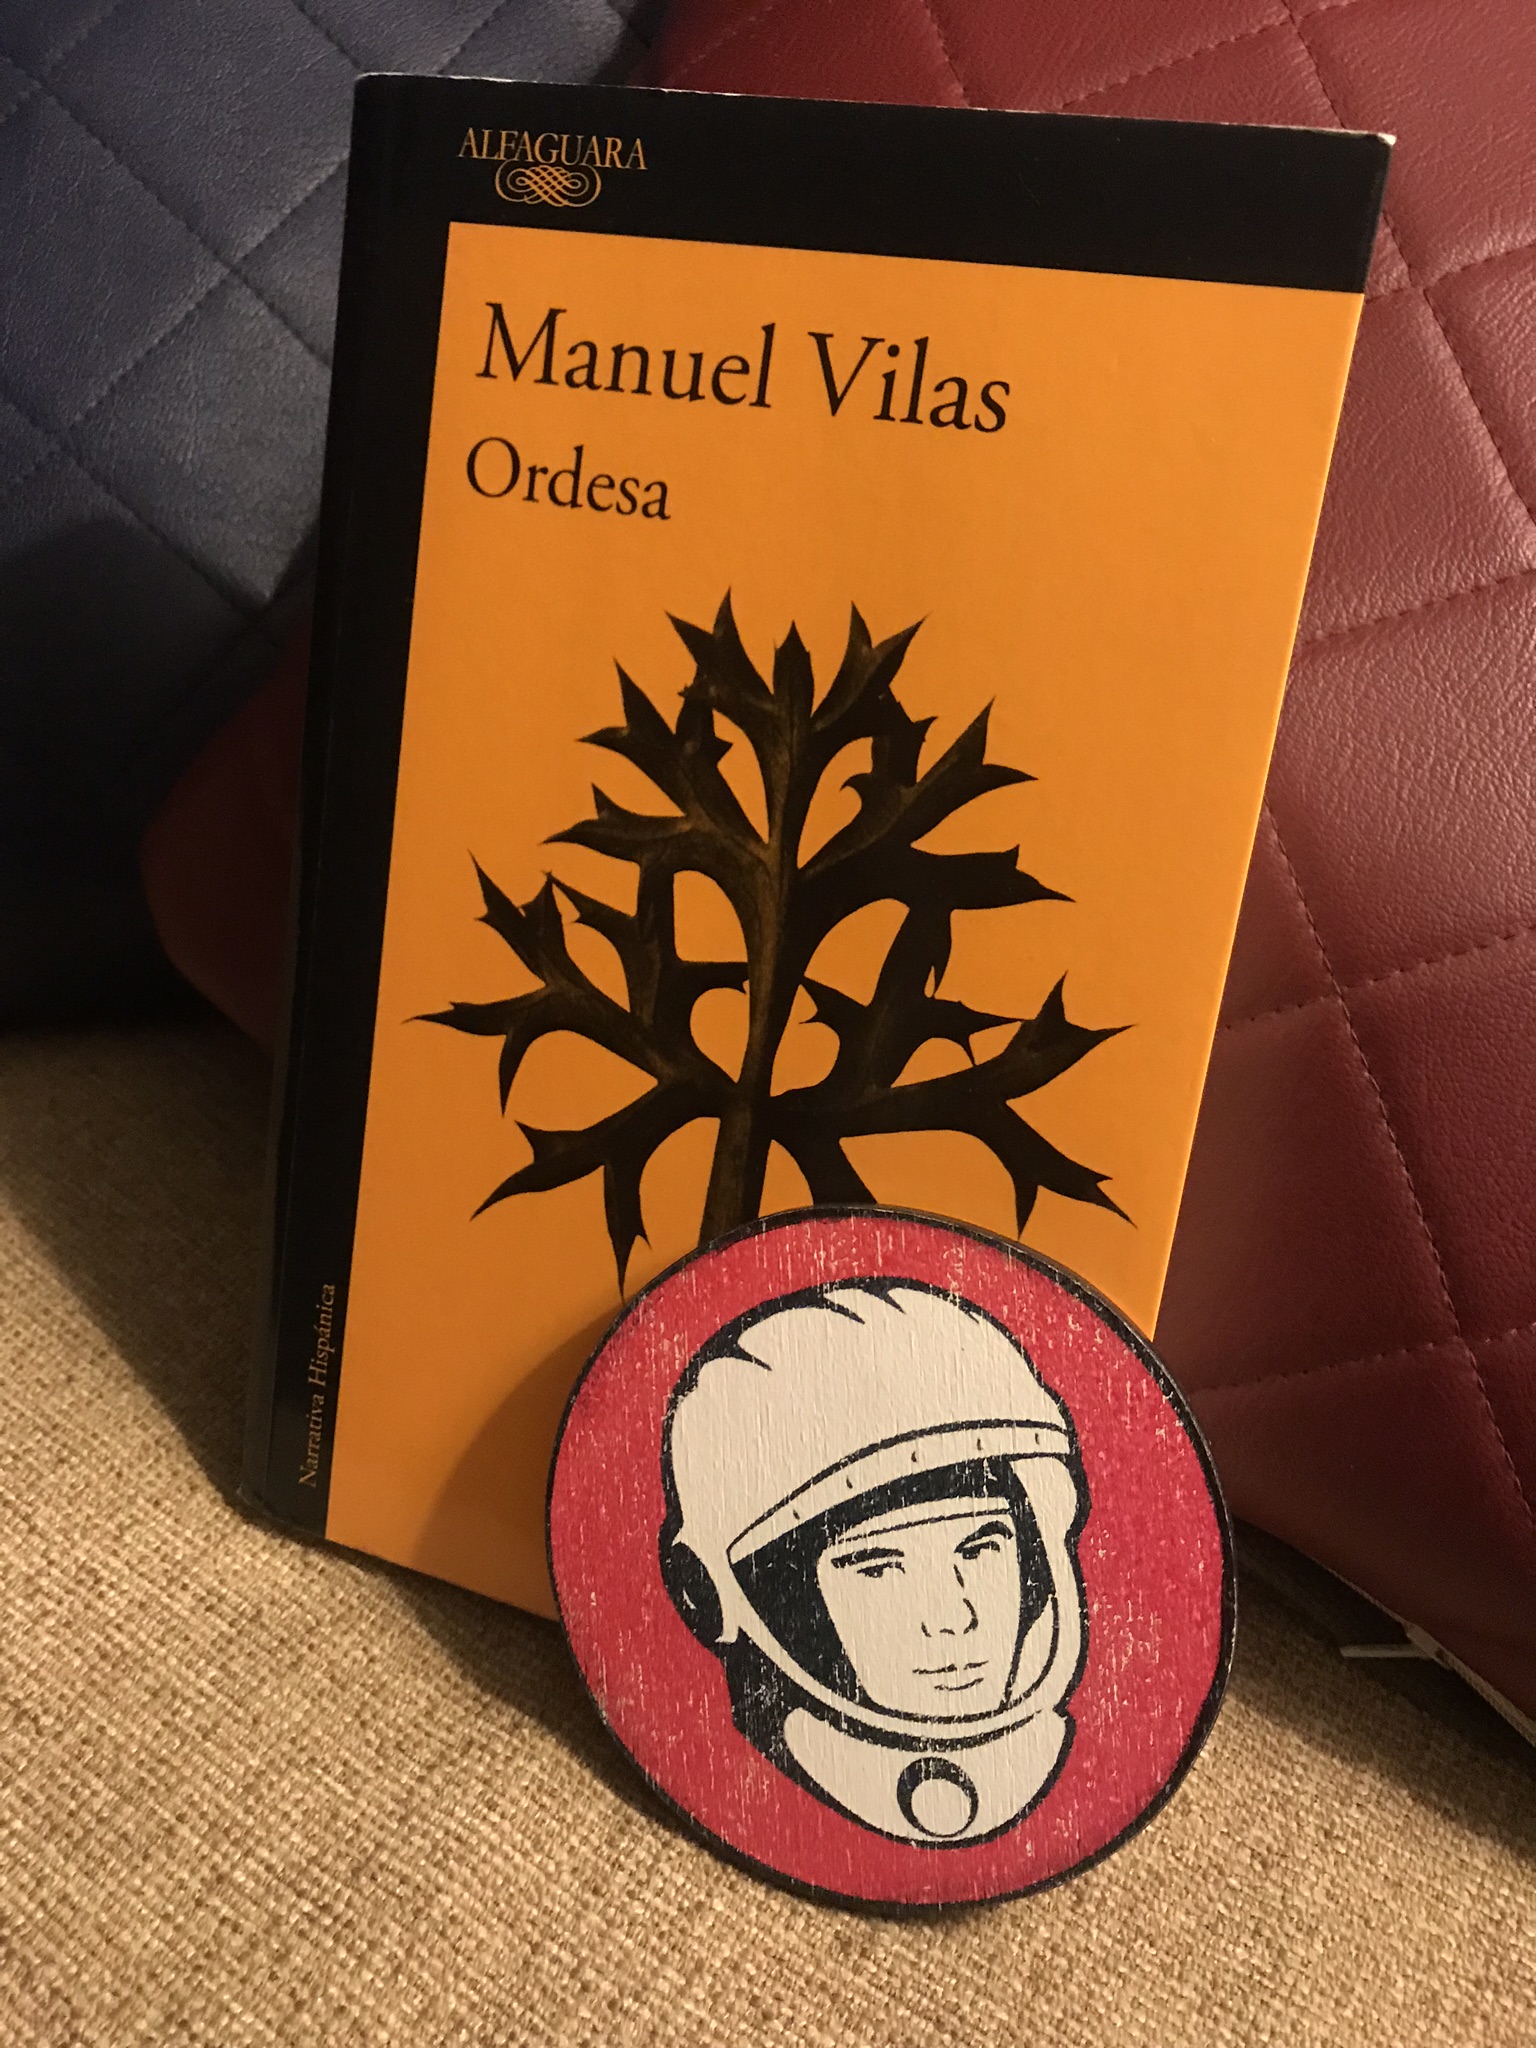 ALFAGUARA
Manuel Vilas
Ordesa
Narrativa Hispánica